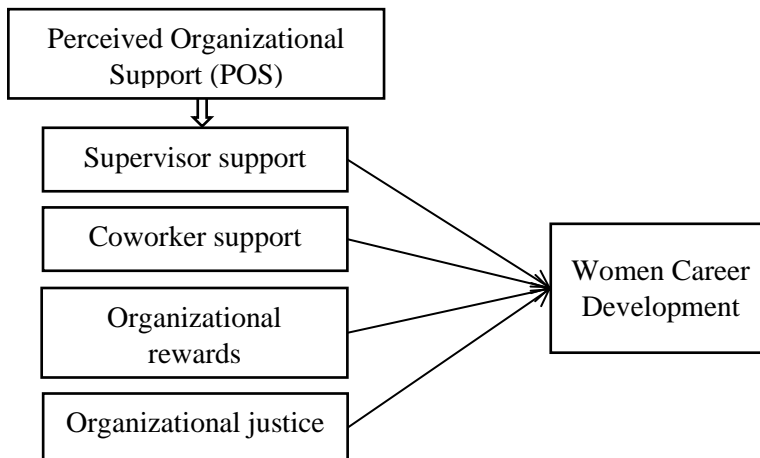 Perceived Organizational
Support (POS)
Supervisor support
Coworker support
Organizational
rewards
Organizational justice
Women Career
Development